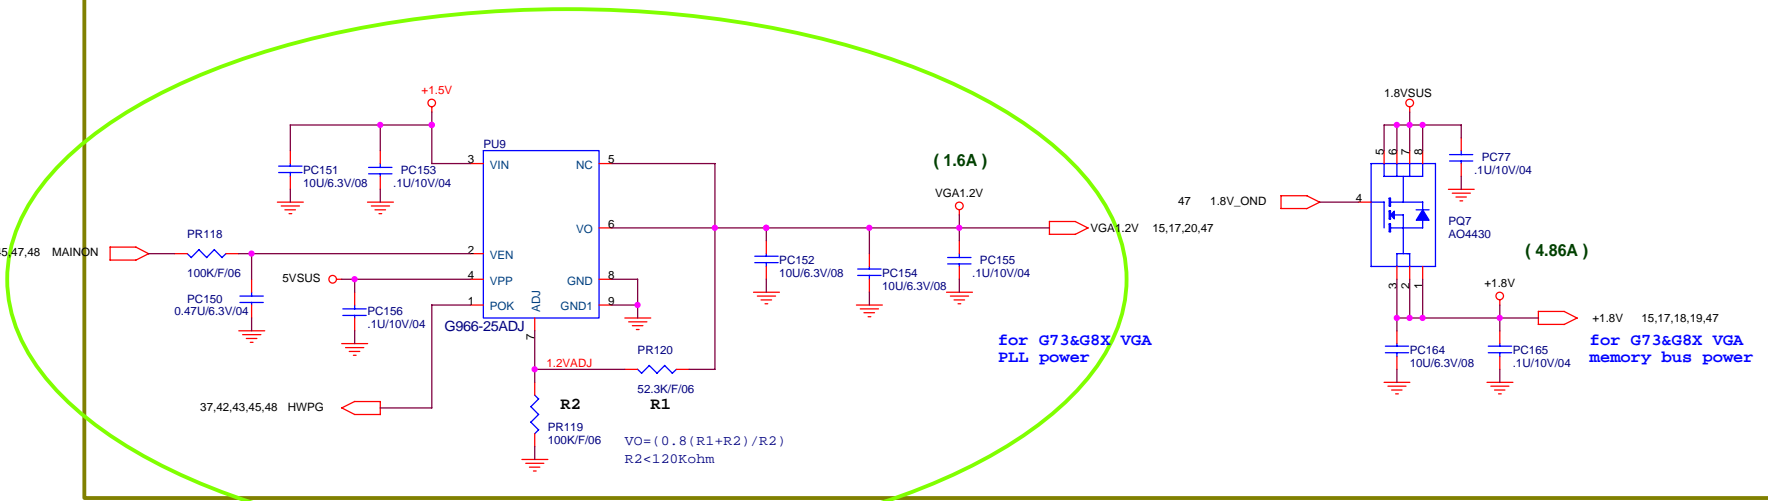 +1.5V
PC151
10U/6.3V/08
PC153
.1U/10V/04
PU9
3 VIN
NC 5
VO 6
2 VEN
4 VPP
1 POK
GND 8
GND1 9
ADJ
7
G966-25ADJ
5,47,48 MAINON
PR118
100K/F/06
PC150
0.47U/6.3V/04
5VSUS
PC156
.1U/10V/04
37,42,43,45,48 HWPG
1.2VADJ
PR120
52.3K/F/06
R2
R1
PR119
100K/F/06
VO=(0.8(R1+R2)/R2)
R2<120Kohm
( 1.6A )
VGA1.2V
VGA1.2V 15,17,20,47
PC152
10U/6.3V/08
PC154
10U/6.3V/08
PC155
.1U/10V/04
for G73&G8X VGA
PLL power
1.8VSUS
5 6 7 8
PC77
.1U/10V/04
47 1.8V_OND
4
PQ7
AO4430
3 2 1
( 4.86A )
+1.8V
+1.8V 15,17,18,19,47
PC164
10U/6.3V/08
PC165
.1U/10V/04
for G73&G8X VGA
memory bus power